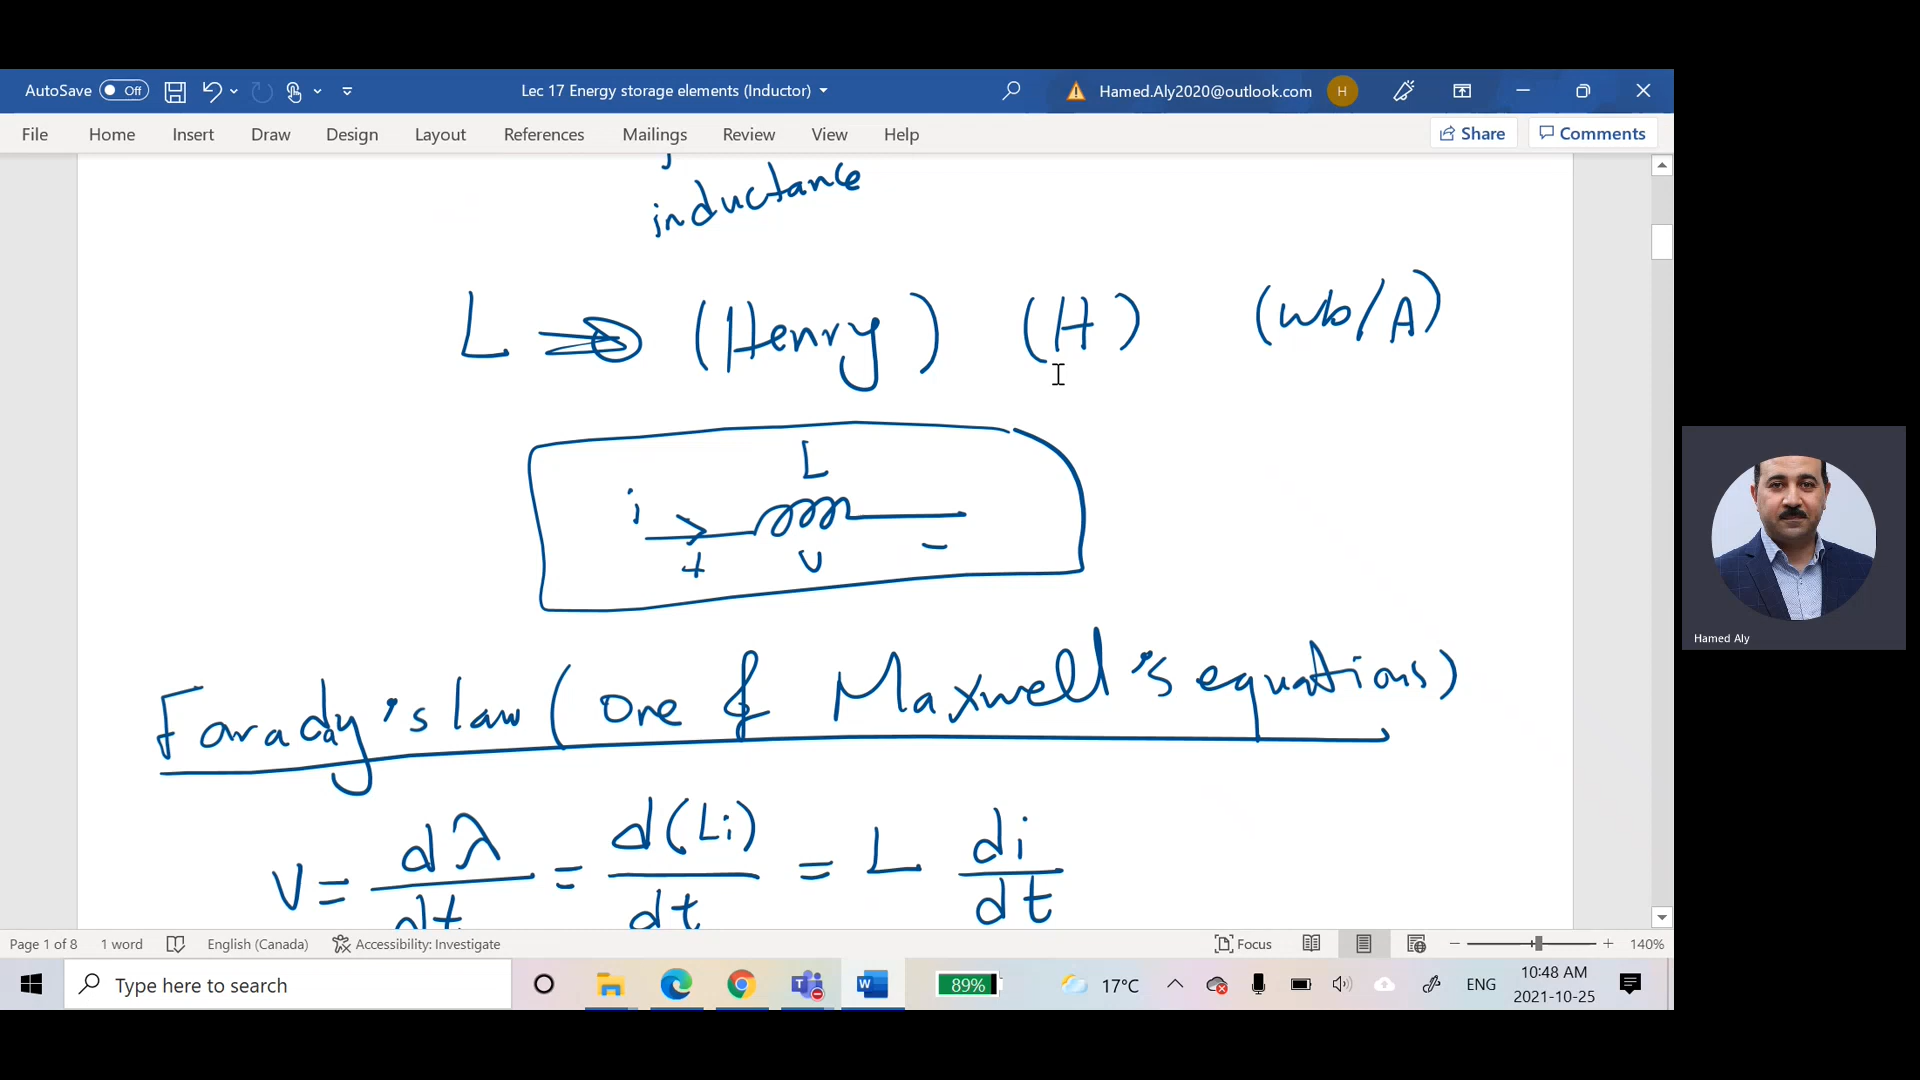 AutoSave Off Lec 17 Energy storage elements (Inductor) Hamed.Aly2020@outlook.com H
File Home Insert Draw Design Layout References Mailings Review View Help Share Comments
inductance
L ⇒ (Henry) (H) (wb/A)
L
i
+ V -
Faraday's law (one of Maxwell's equations)
V = dλ/dt = d(Li)/dt = L di/dt
Hamed Aly
Page 1 of 8 1 word English (Canada) Accessibility: Investigate Focus 140%
Type here to search 89% 17°C ENG 10:48 AM
2021-10-25